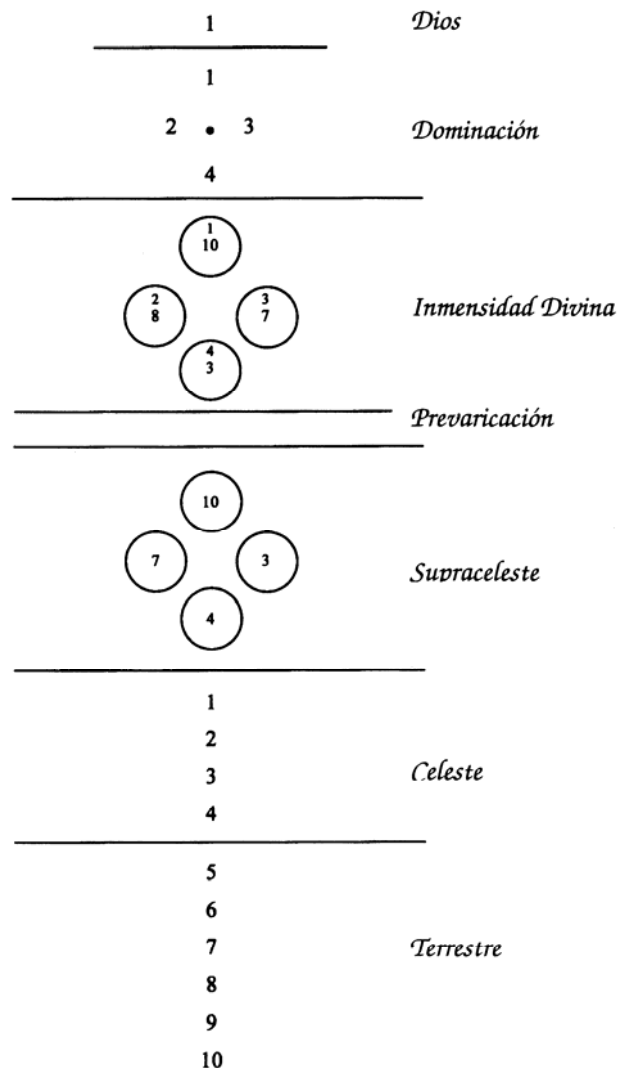 1 Dios
1
2 • 3 Dominación
4
1
10
2 3 Inmensidad Divina
8 7
4
3
Prevaricación
10
7 3 Supraceleste
4
1
2
3 Celeste
4
5
6
7 Terrestre
8
9
10